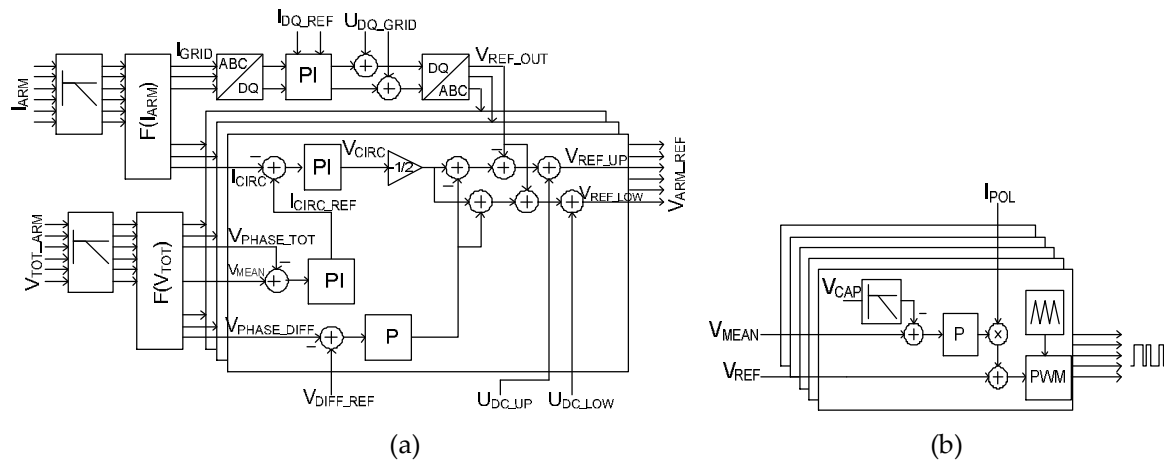 I_DQ_REF
U_DQ_GRID
I_GRID
V_REF_OUT
I_ARM
F(I_ARM)
ABC
DQ
PI
DQ
ABC
I_CIRC
PI
V_CIRC
-1/2
V_REF_UP
V_REF_LOW
V_ARM_REF
I_CIRC_REF
V_TOT_ARM
F(V_TOT)
V_PHASE_TOT
V_MEAN
PI
V_PHASE_DIFF
P
V_DIFF_REF
U_DC_UP
U_DC_LOW
(a)
I_POL
V_CAP
V_MEAN
P
V_REF
PWM
(b)